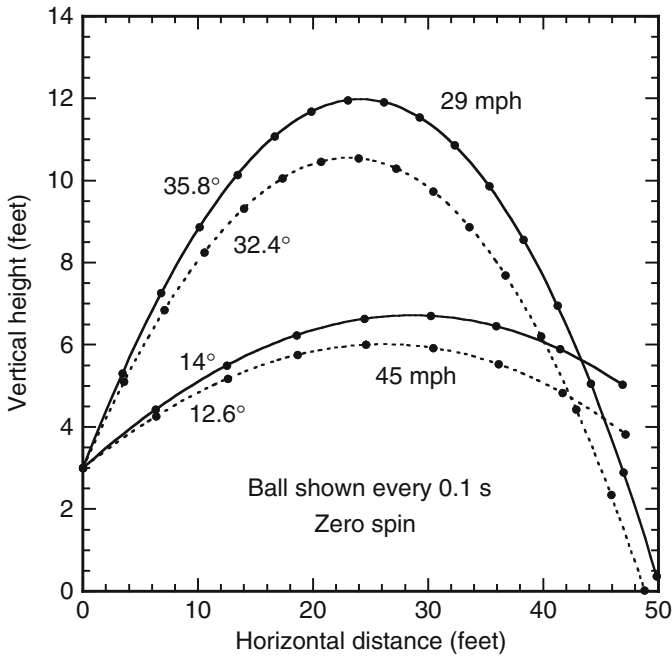 14
12
10
8
6
4
2
0
Vertical height (feet)
29 mph
35.8°
32.4°
14°
12.6°
45 mph
Ball shown every 0.1 s
Zero spin
0 10 20 30 40 50
Horizontal distance (feet)